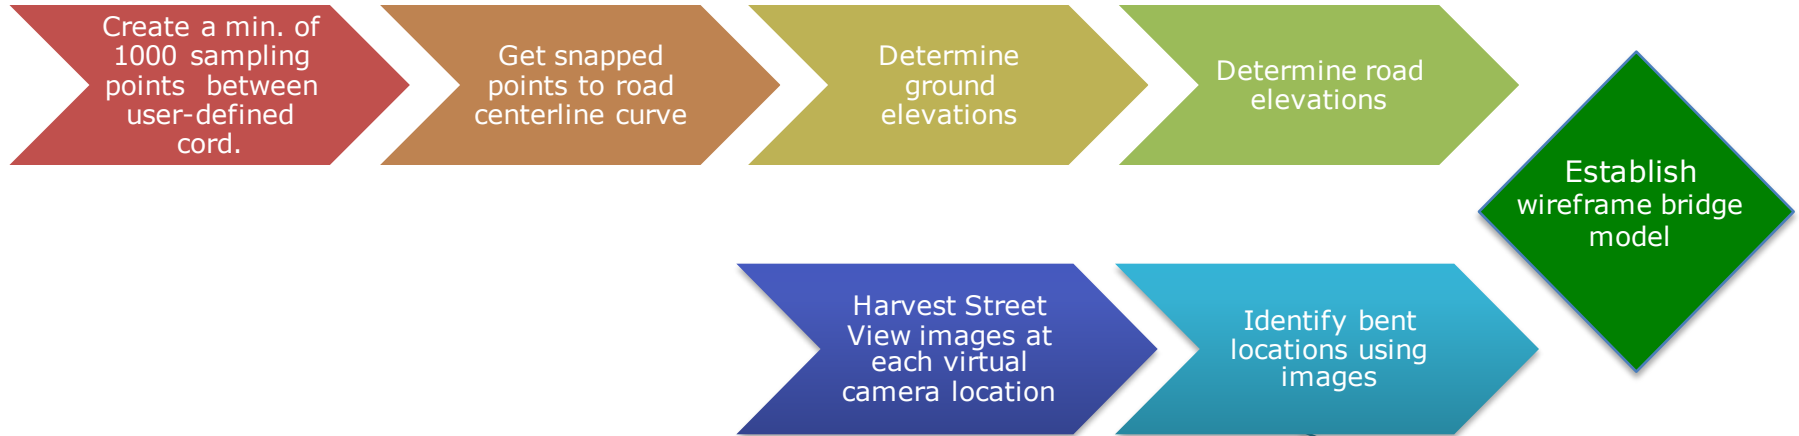 Create a min. of
1000 sampling
points between
user-defined
cord.
Get snapped
points to road
centerline curve
Determine
ground
elevations
Determine road
elevations
Establish
wireframe bridge
model
Harvest Street
View images at
each virtual
camera location
Identify bent
locations using
images